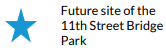 Future site of the
11th Street Bridge
Park